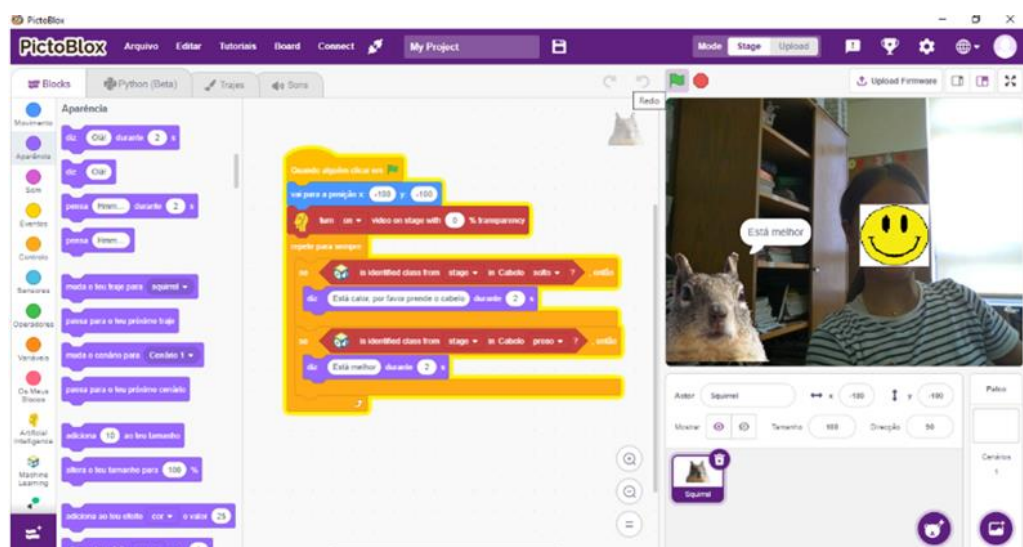 PictoBlox
PictoBlox Arquivo Editar Tutoriais Board Connect My Project Mode Stage Upload
Blocks Python (Beta) Trajes Sons Upload Firmware
Redo
Movimento
Aparência
Som
Eventos
Controlo
Sensores
Operadores
Variáveis
Os Meus
Blocos
Artificial
Intelligence
Machine
Learning
Aparência
diz Olá! durante 2 s
diz Olá!
pensa Hmm... durante 2 s
pensa Hmm...
muda o teu traje para squirrel
passa para o teu próximo traje
muda o cenário para Cenário 1
passa para o teu próximo cenário
adiciona 10 ao teu tamanho
altera o teu tamanho para 100 %
adiciona ao teu efeito cor o valor 25
Quando alguém clicar em
vai para a posição x: -100 y: -100
turn on video on stage with 0 % transparency
repete para sempre
se is identified class from stage is Cabelo solto ? , então
diz Está calor, por favor prende o cabelo durante 2 s
se is identified class from stage is Cabelo preso ? , então
diz Está melhor durante 2 s
Está melhor
Actor Squirrel x -100 y -100
Mostrar Tamanho 100 Direcção 90
Squirrel
Palco
Cenários
1